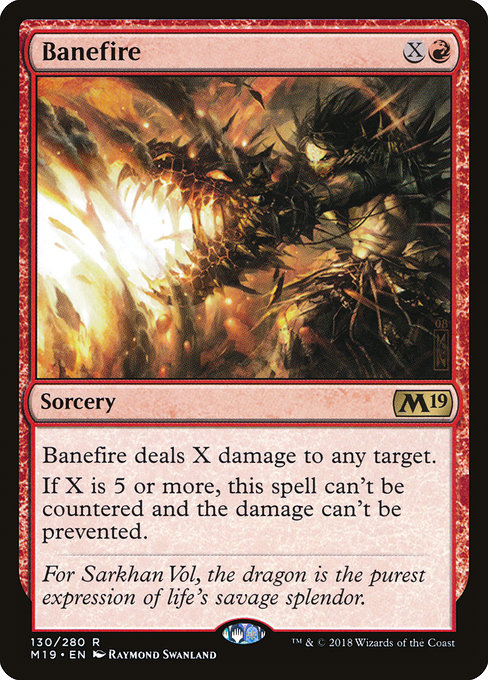 Banefire X R
Sorcery M19
Banefire deals X damage to any target.
If X is 5 or more, this spell can't be
countered and the damage can't be
prevented.
For Sarkhan Vol, the dragon is the purest
expression of life's savage splendor.
130/280 R
M19 • EN Raymond Swanland
™ & © 2018 Wizards of the Coast